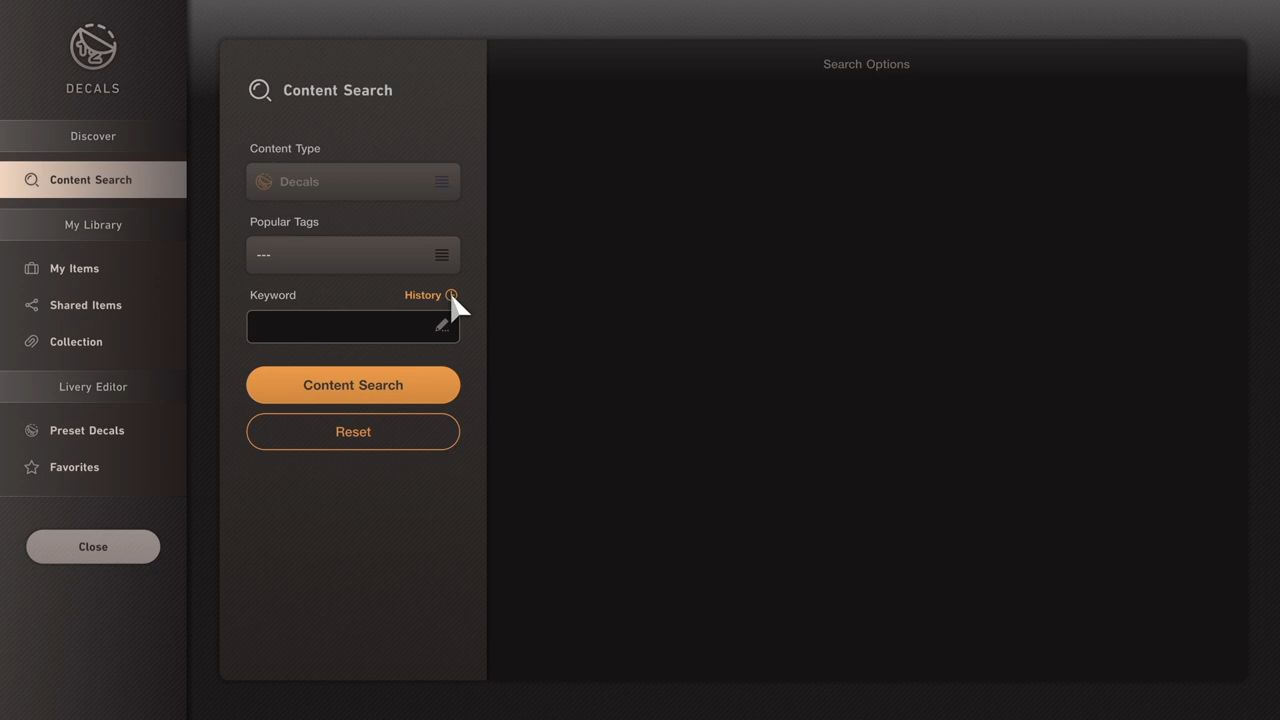 DECALS
Discover
Content Search
My Library
My Items
Shared Items
Collection
Livery Editor
Preset Decals
Favorites
Close
Content Search
Content Type
Decals
Popular Tags
---
Keyword History
Content Search
Reset
Search Options